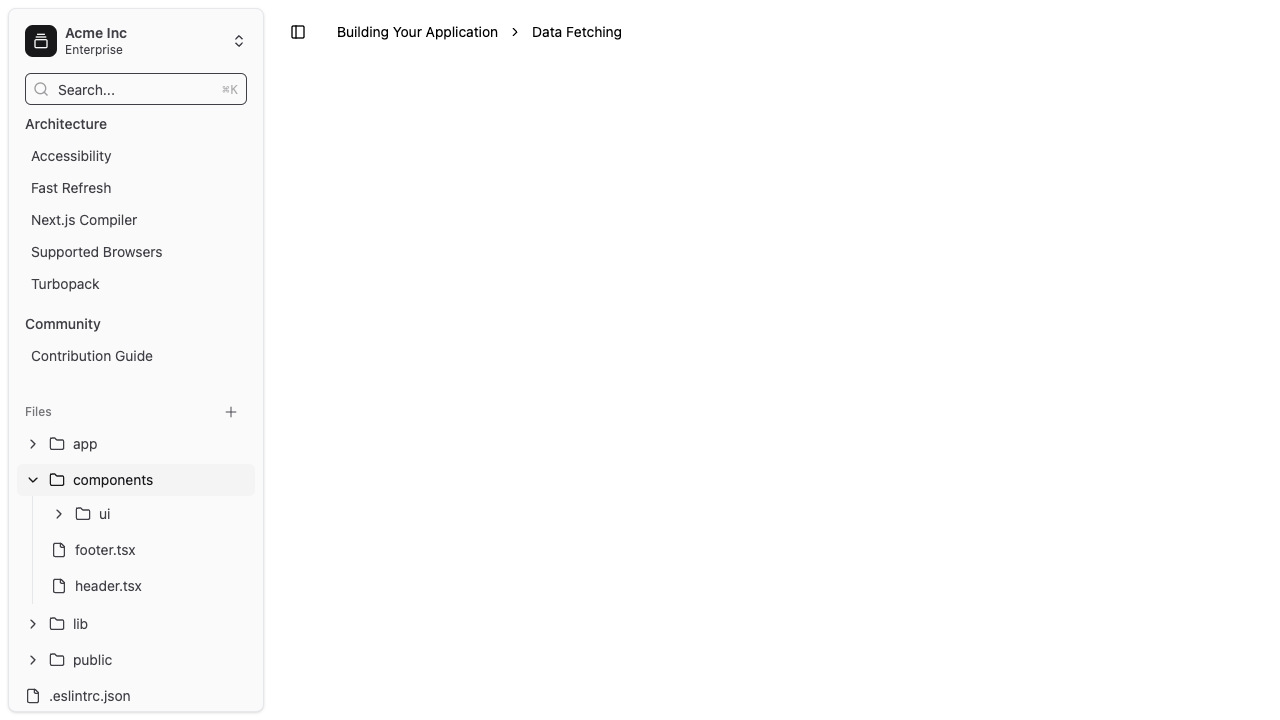 Acme Inc
Enterprise
Search...
⌘K
Architecture
Accessibility
Fast Refresh
Next.js Compiler
Supported Browsers
Turbopack
Community
Contribution Guide
Files
app
components
ui
footer.tsx
header.tsx
lib
public
.eslintrc.json
Building Your Application
Data Fetching